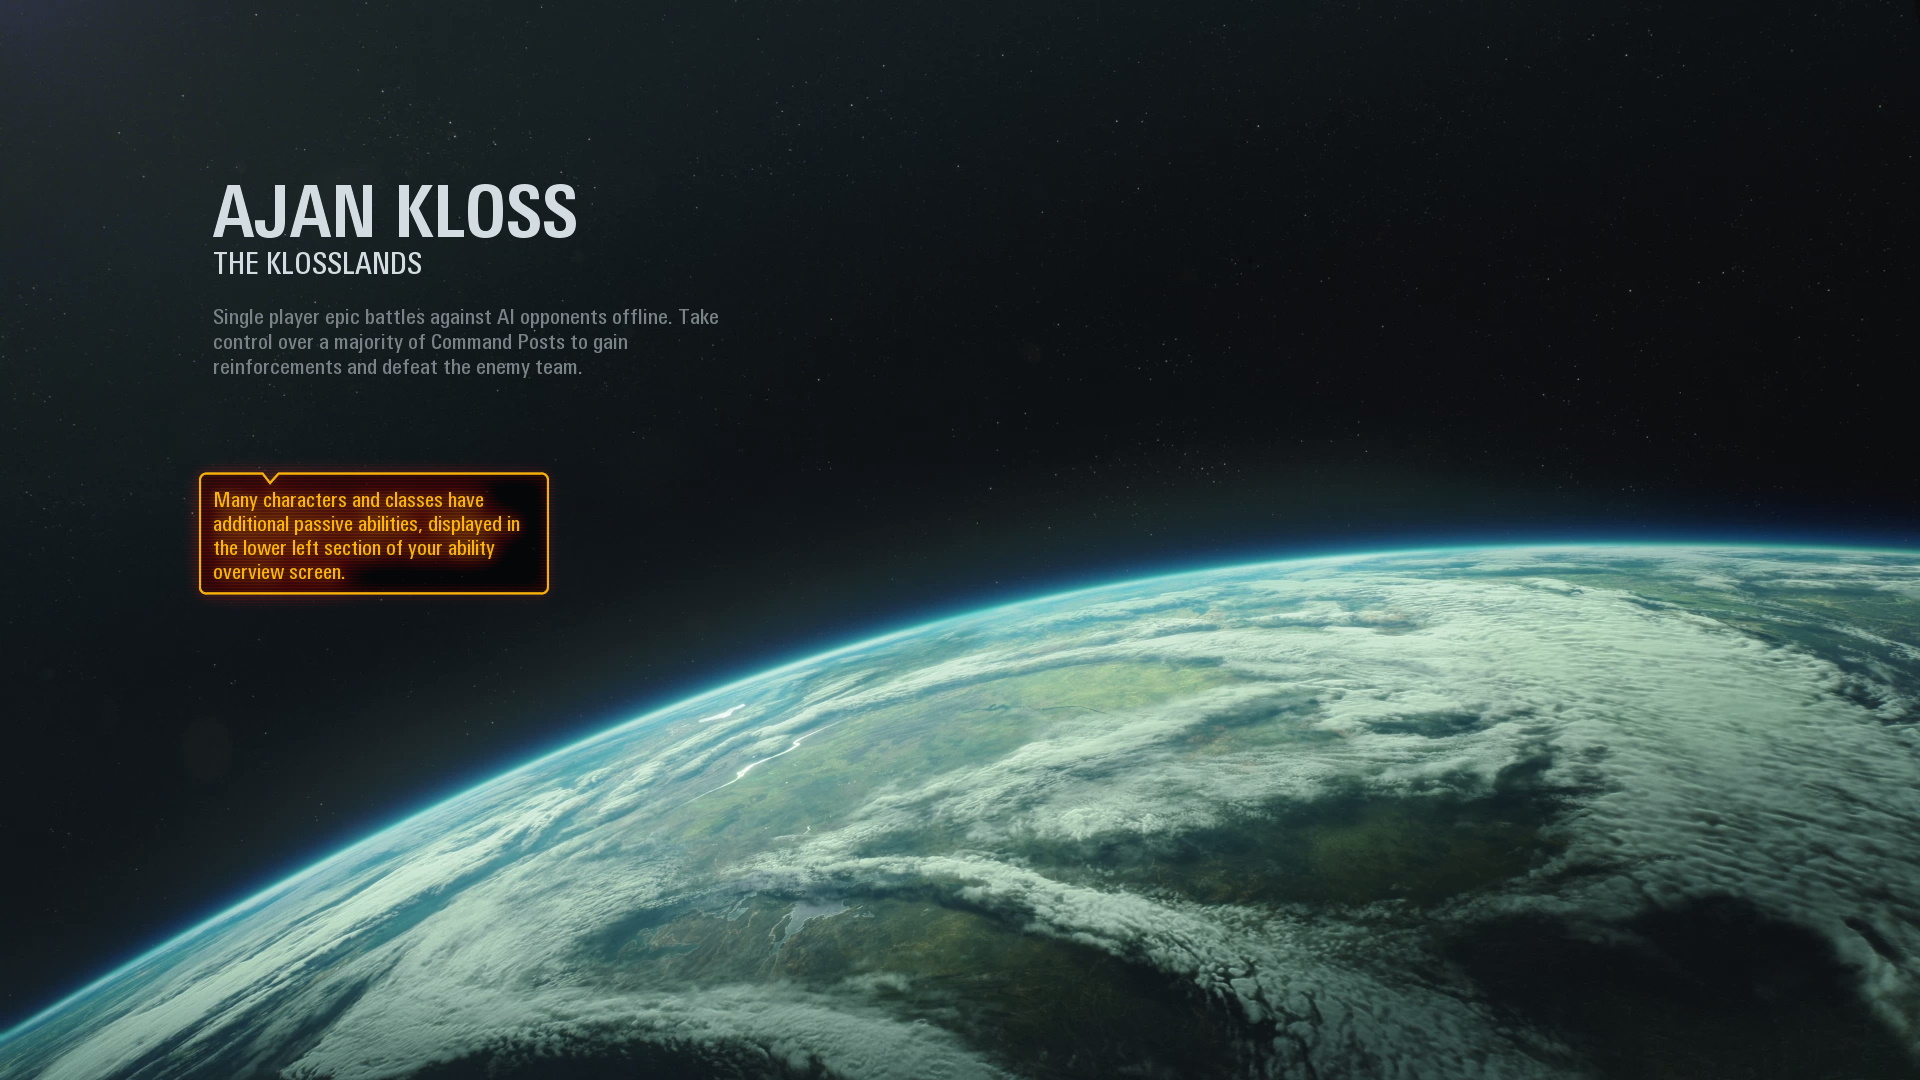 AJAN KLOSS
THE KLOSSLANDS
Single player epic battles against AI opponents offline. Take
control over a majority of Command Posts to gain
reinforcements and defeat the enemy team.
Many characters and classes have
additional passive abilities, displayed in
the lower left section of your ability
overview screen.